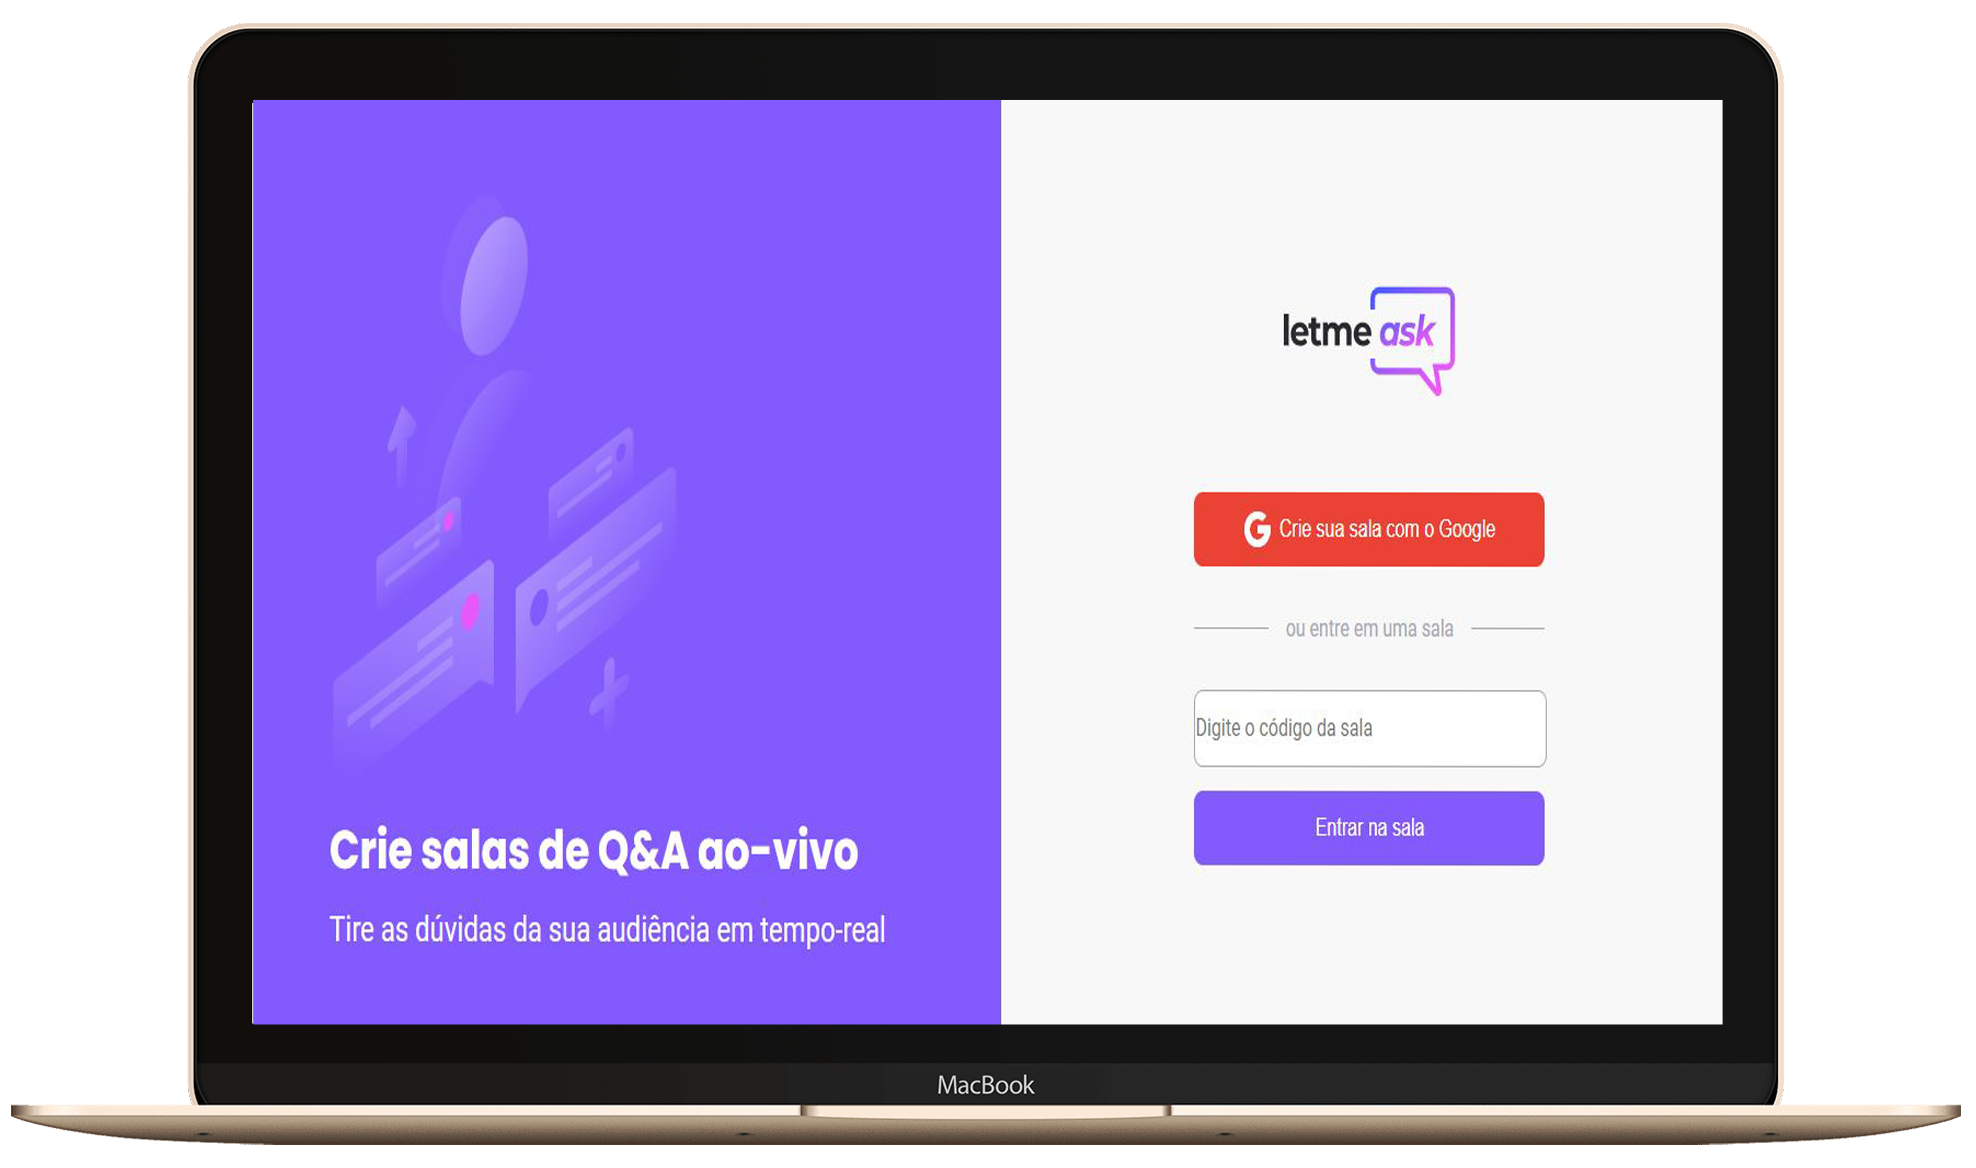 Crie salas de Q&A ao-vivo
Tire as dúvidas da sua audiência em tempo-real
letme ask
Crie sua sala com o Google
ou entre em uma sala
Digite o código da sala
Entrar na sala
MacBook